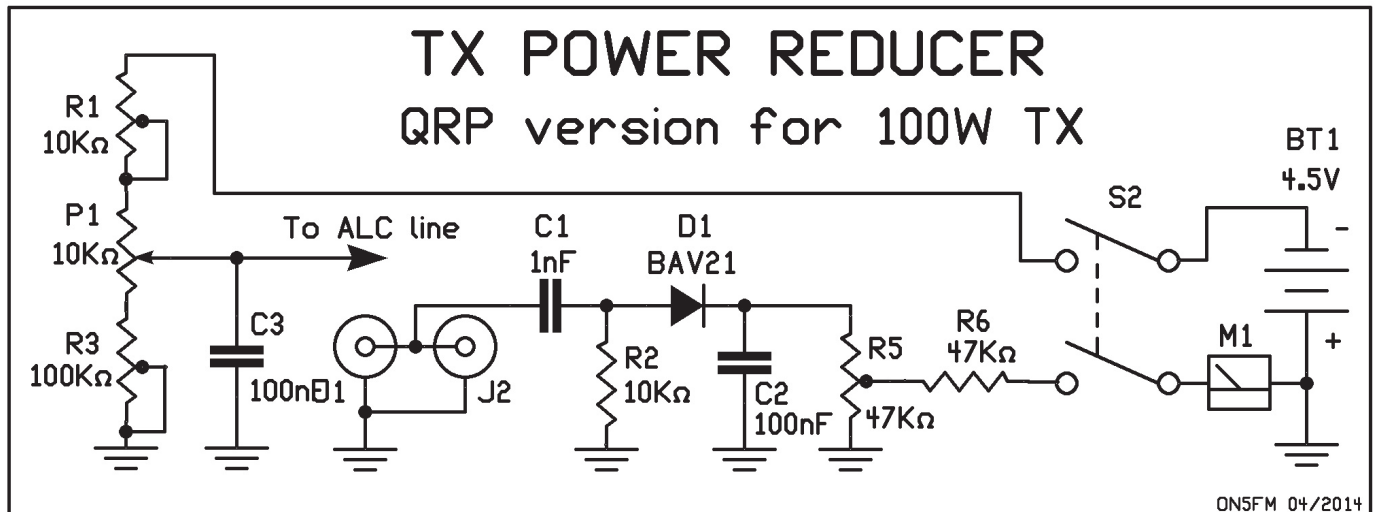 TX POWER REDUCER
QRP version for 100W TX
R1
10KΩ
P1
10KΩ
R3
100KΩ
To ALC line
C3
100nF
J1
J2
C1
1nF
D1
BAV21
R2
10KΩ
C2
100nF
R5
47KΩ
R6
47KΩ
S2
M1
BT1
4.5V
-
+
ON5FM 04/2014